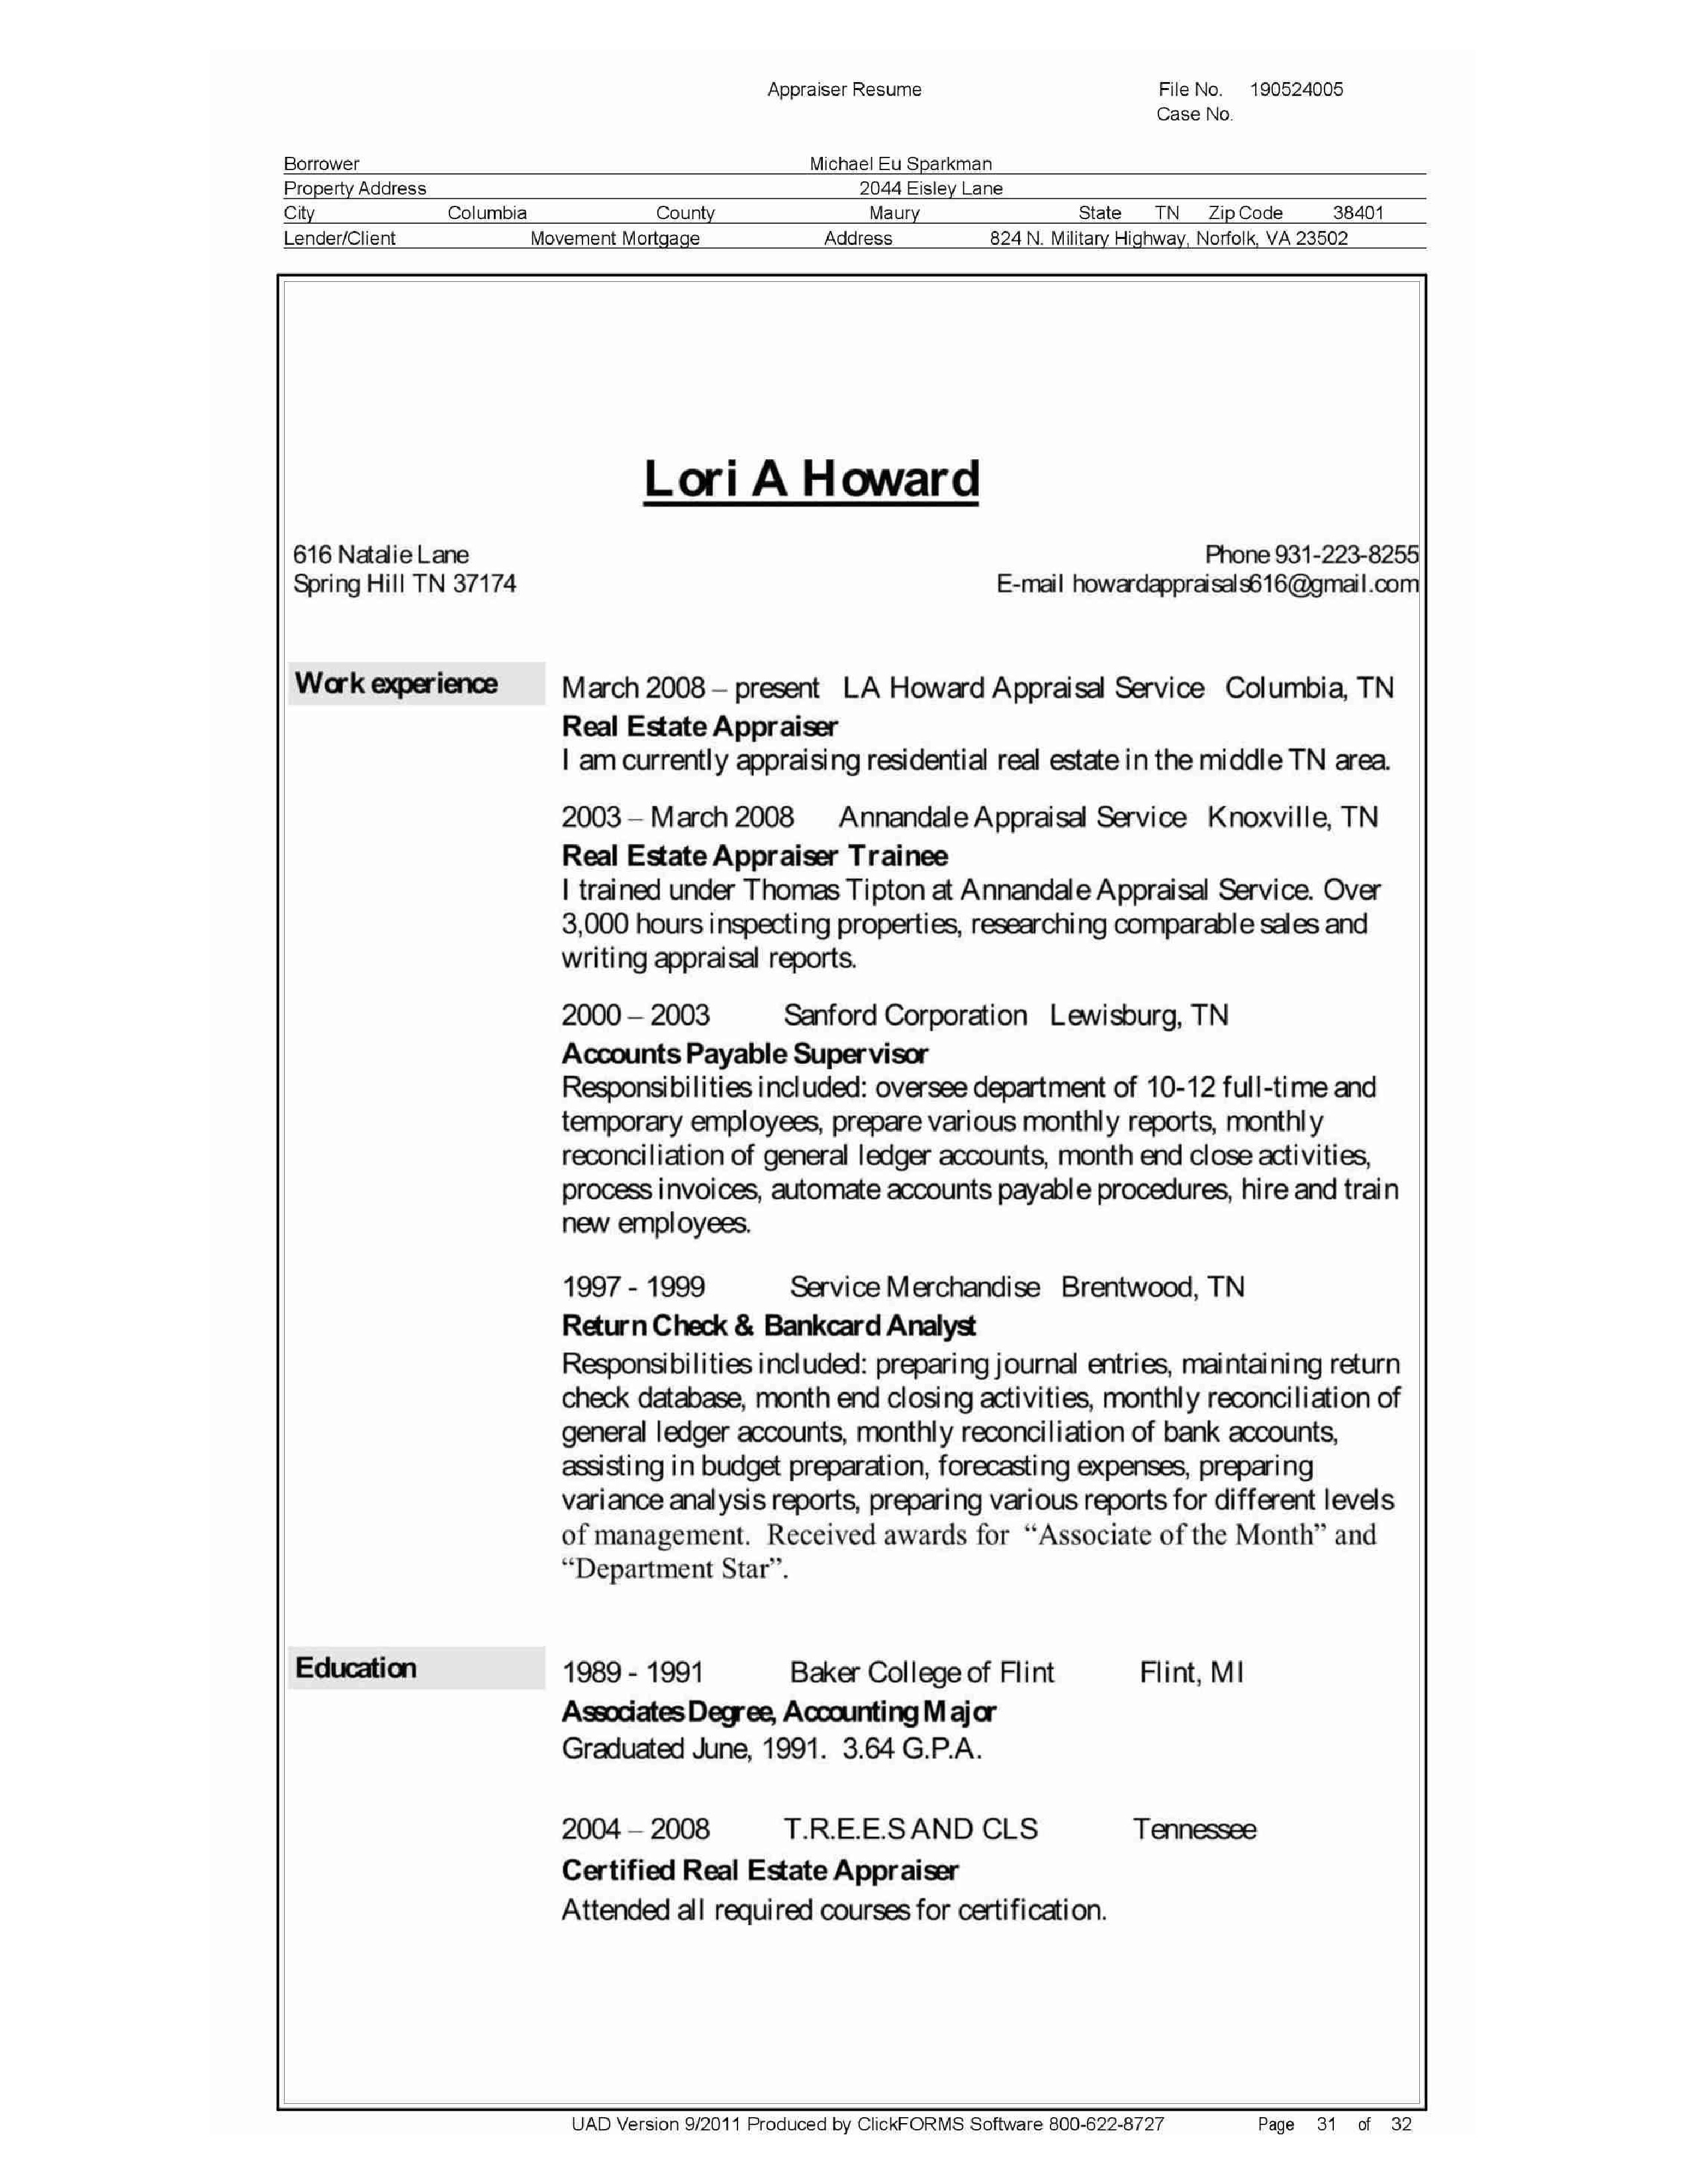 Appraiser Resume File No. 190524005
Case No.
Borrower Michael Eu Sparkman
Property Address 2044 Eisley Lane
City Columbia County Maury State TN Zip Code 38401
Lender/Client Movement Mortgage Address 824 N. Military Highway, Norfolk, VA 23502
Lori A Howard
616 Natalie Lane Phone 931-223-8255
Spring Hill TN 37174 E-mail howardappraisals616@gmail.com
Work experience March 2008 – present LA Howard Appraisal Service Columbia, TN
Real Estate Appraiser
I am currently appraising residential real estate in the middle TN area.
2003 – March 2008 Annandale Appraisal Service Knoxville, TN
Real Estate Appraiser Trainee
I trained under Thomas Tipton at Annandale Appraisal Service. Over
3,000 hours inspecting properties, researching comparable sales and
writing appraisal reports.
2000 – 2003 Sanford Corporation Lewisburg, TN
Accounts Payable Supervisor
Responsibilities included: oversee department of 10-12 full-time and
temporary employees, prepare various monthly reports, monthly
reconciliation of general ledger accounts, month end close activities,
process invoices, automate accounts payable procedures, hire and train
new employees.
1997 - 1999 Service Merchandise Brentwood, TN
Return Check & Bankcard Analyst
Responsibilities included: preparing journal entries, maintaining return
check database, month end closing activities, monthly reconciliation of
general ledger accounts, monthly reconciliation of bank accounts,
assisting in budget preparation, forecasting expenses, preparing
variance analysis reports, preparing various reports for different levels
of management. Received awards for “Associate of the Month” and
“Department Star”.
Education 1989 - 1991 Baker College of Flint Flint, MI
Associates Degree, Accounting Major
Graduated June, 1991. 3.64 G.P.A.
2004 – 2008 T.R.E.E.S AND CLS Tennessee
Certified Real Estate Appraiser
Attended all required courses for certification.
UAD Version 9/2011 Produced by ClickFORMS Software 800-622-8727 Page 31 of 32